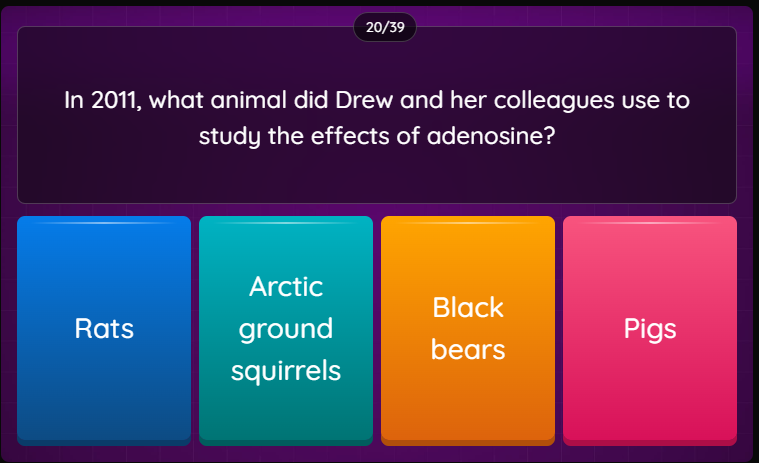 20/39
In 2011, what animal did Drew and her colleagues use to
study the effects of adenosine?
Rats
Arctic
ground
squirrels
Black
bears
Pigs